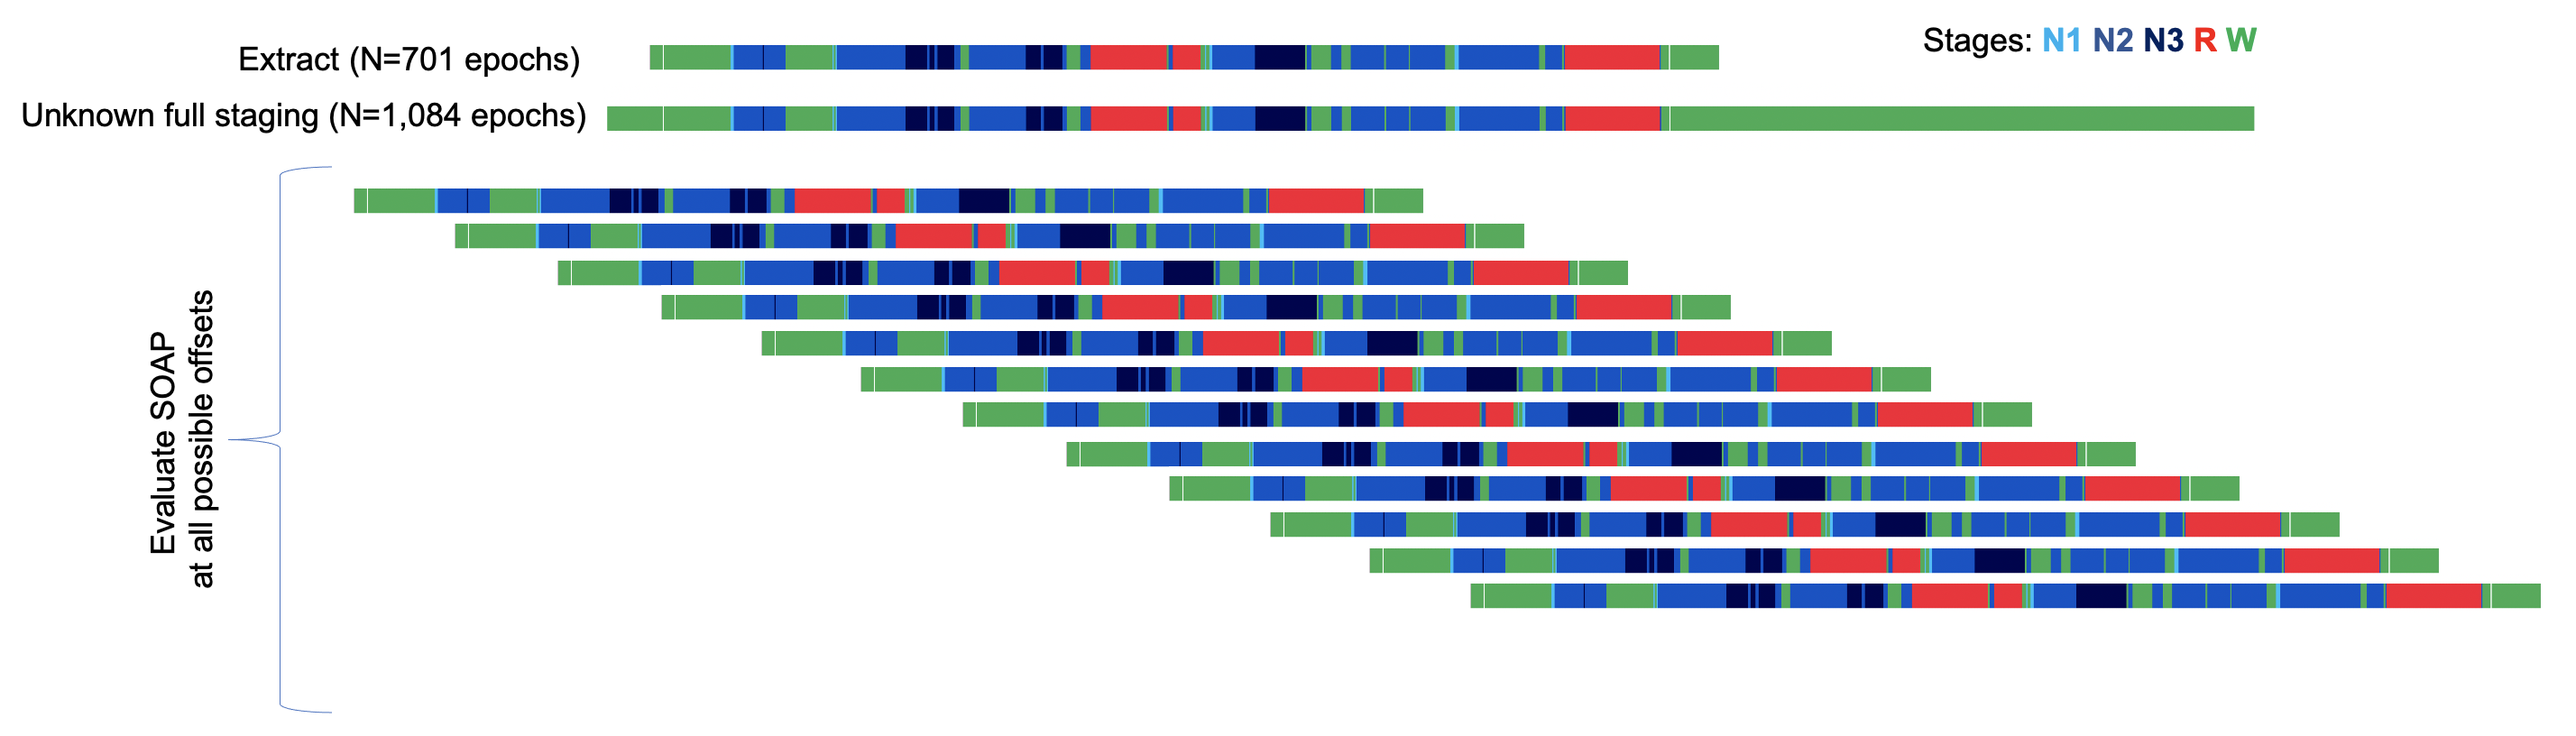 Stages: N1 N2 N3 R W
Extract (N=701 epochs)
Unknown full staging (N=1,084 epochs)
Evaluate SOAP
at all possible offsets